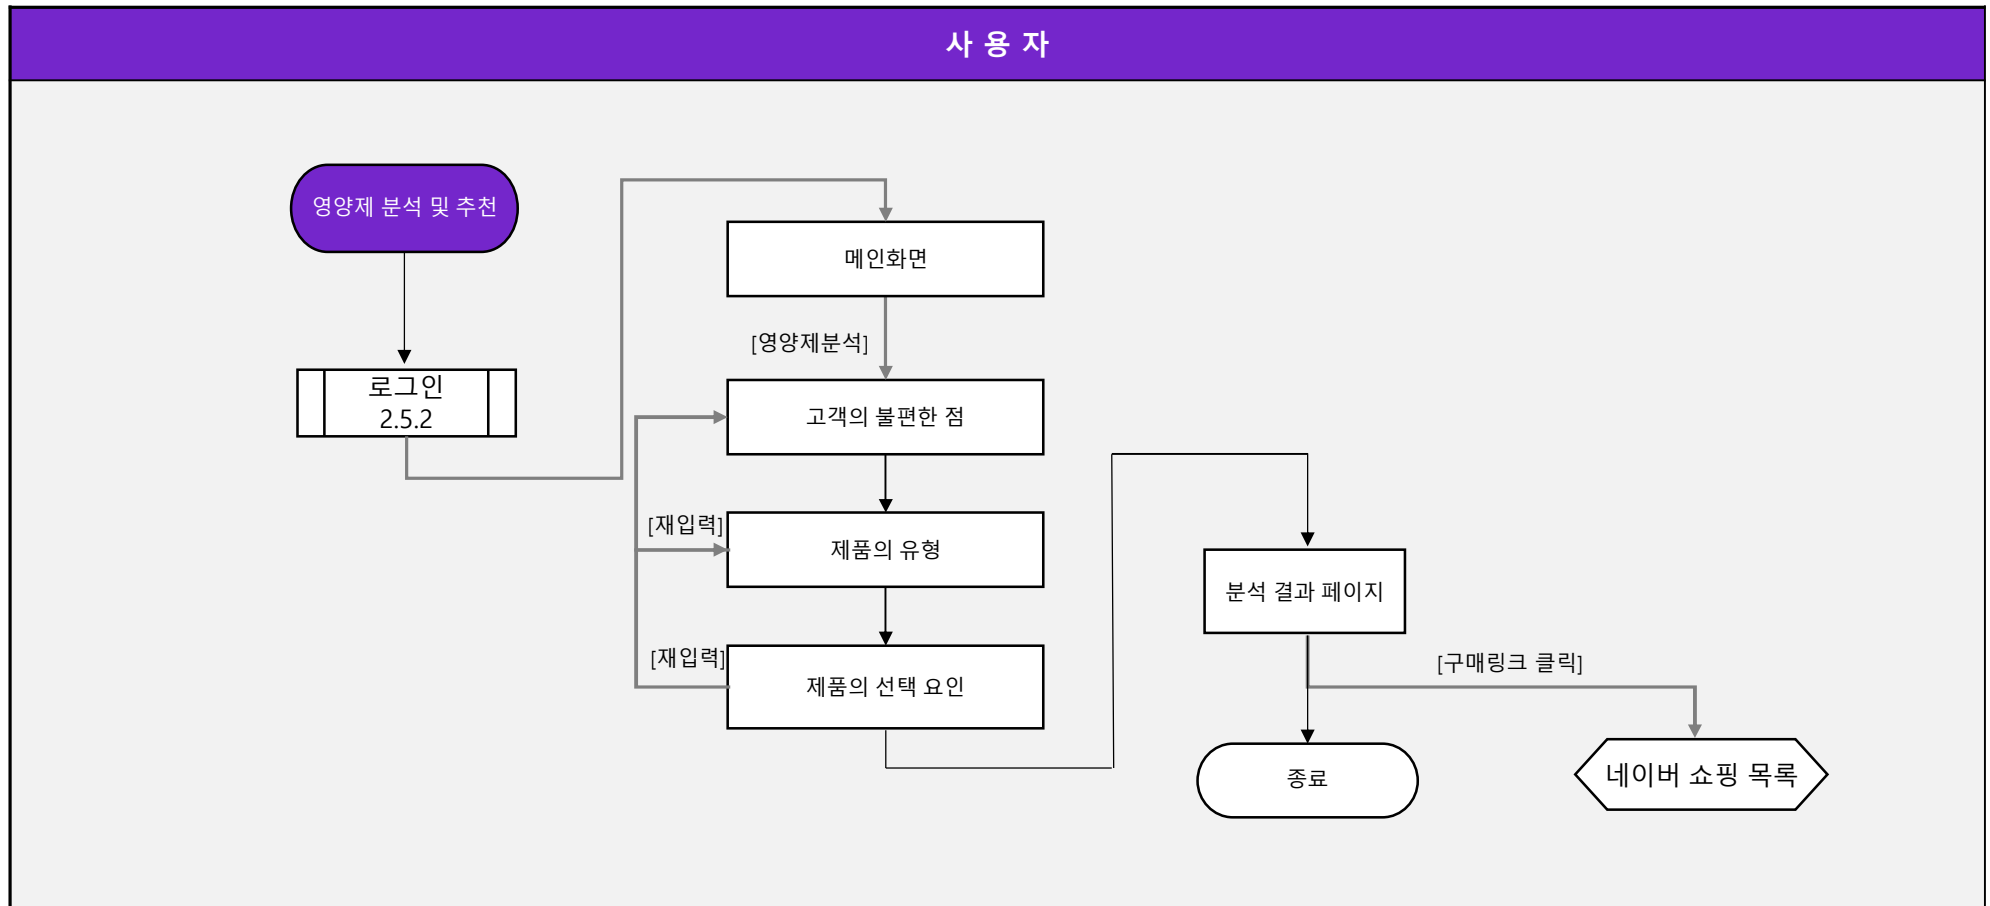 사 용 자
영양제 분석 및 추천
로그인
2.5.2
메인화면
[영양제분석]
고객의 불편한 점
[재입력]
제품의 유형
[재입력]
제품의 선택 요인
분석 결과 페이지
[구매링크 클릭]
종료
네이버 쇼핑 목록